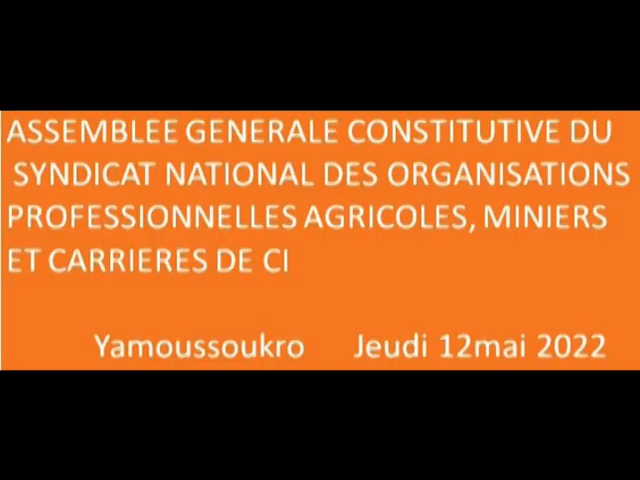 ASSEMBLEE GENERALE CONSTITUTIVE DU
SYNDICAT NATIONAL DES ORGANISATIONS
PROFESSIONNELLES AGRICOLES, MINIERS
ET CARRIERES DE CI
Yamoussoukro Jeudi 12mai 2022